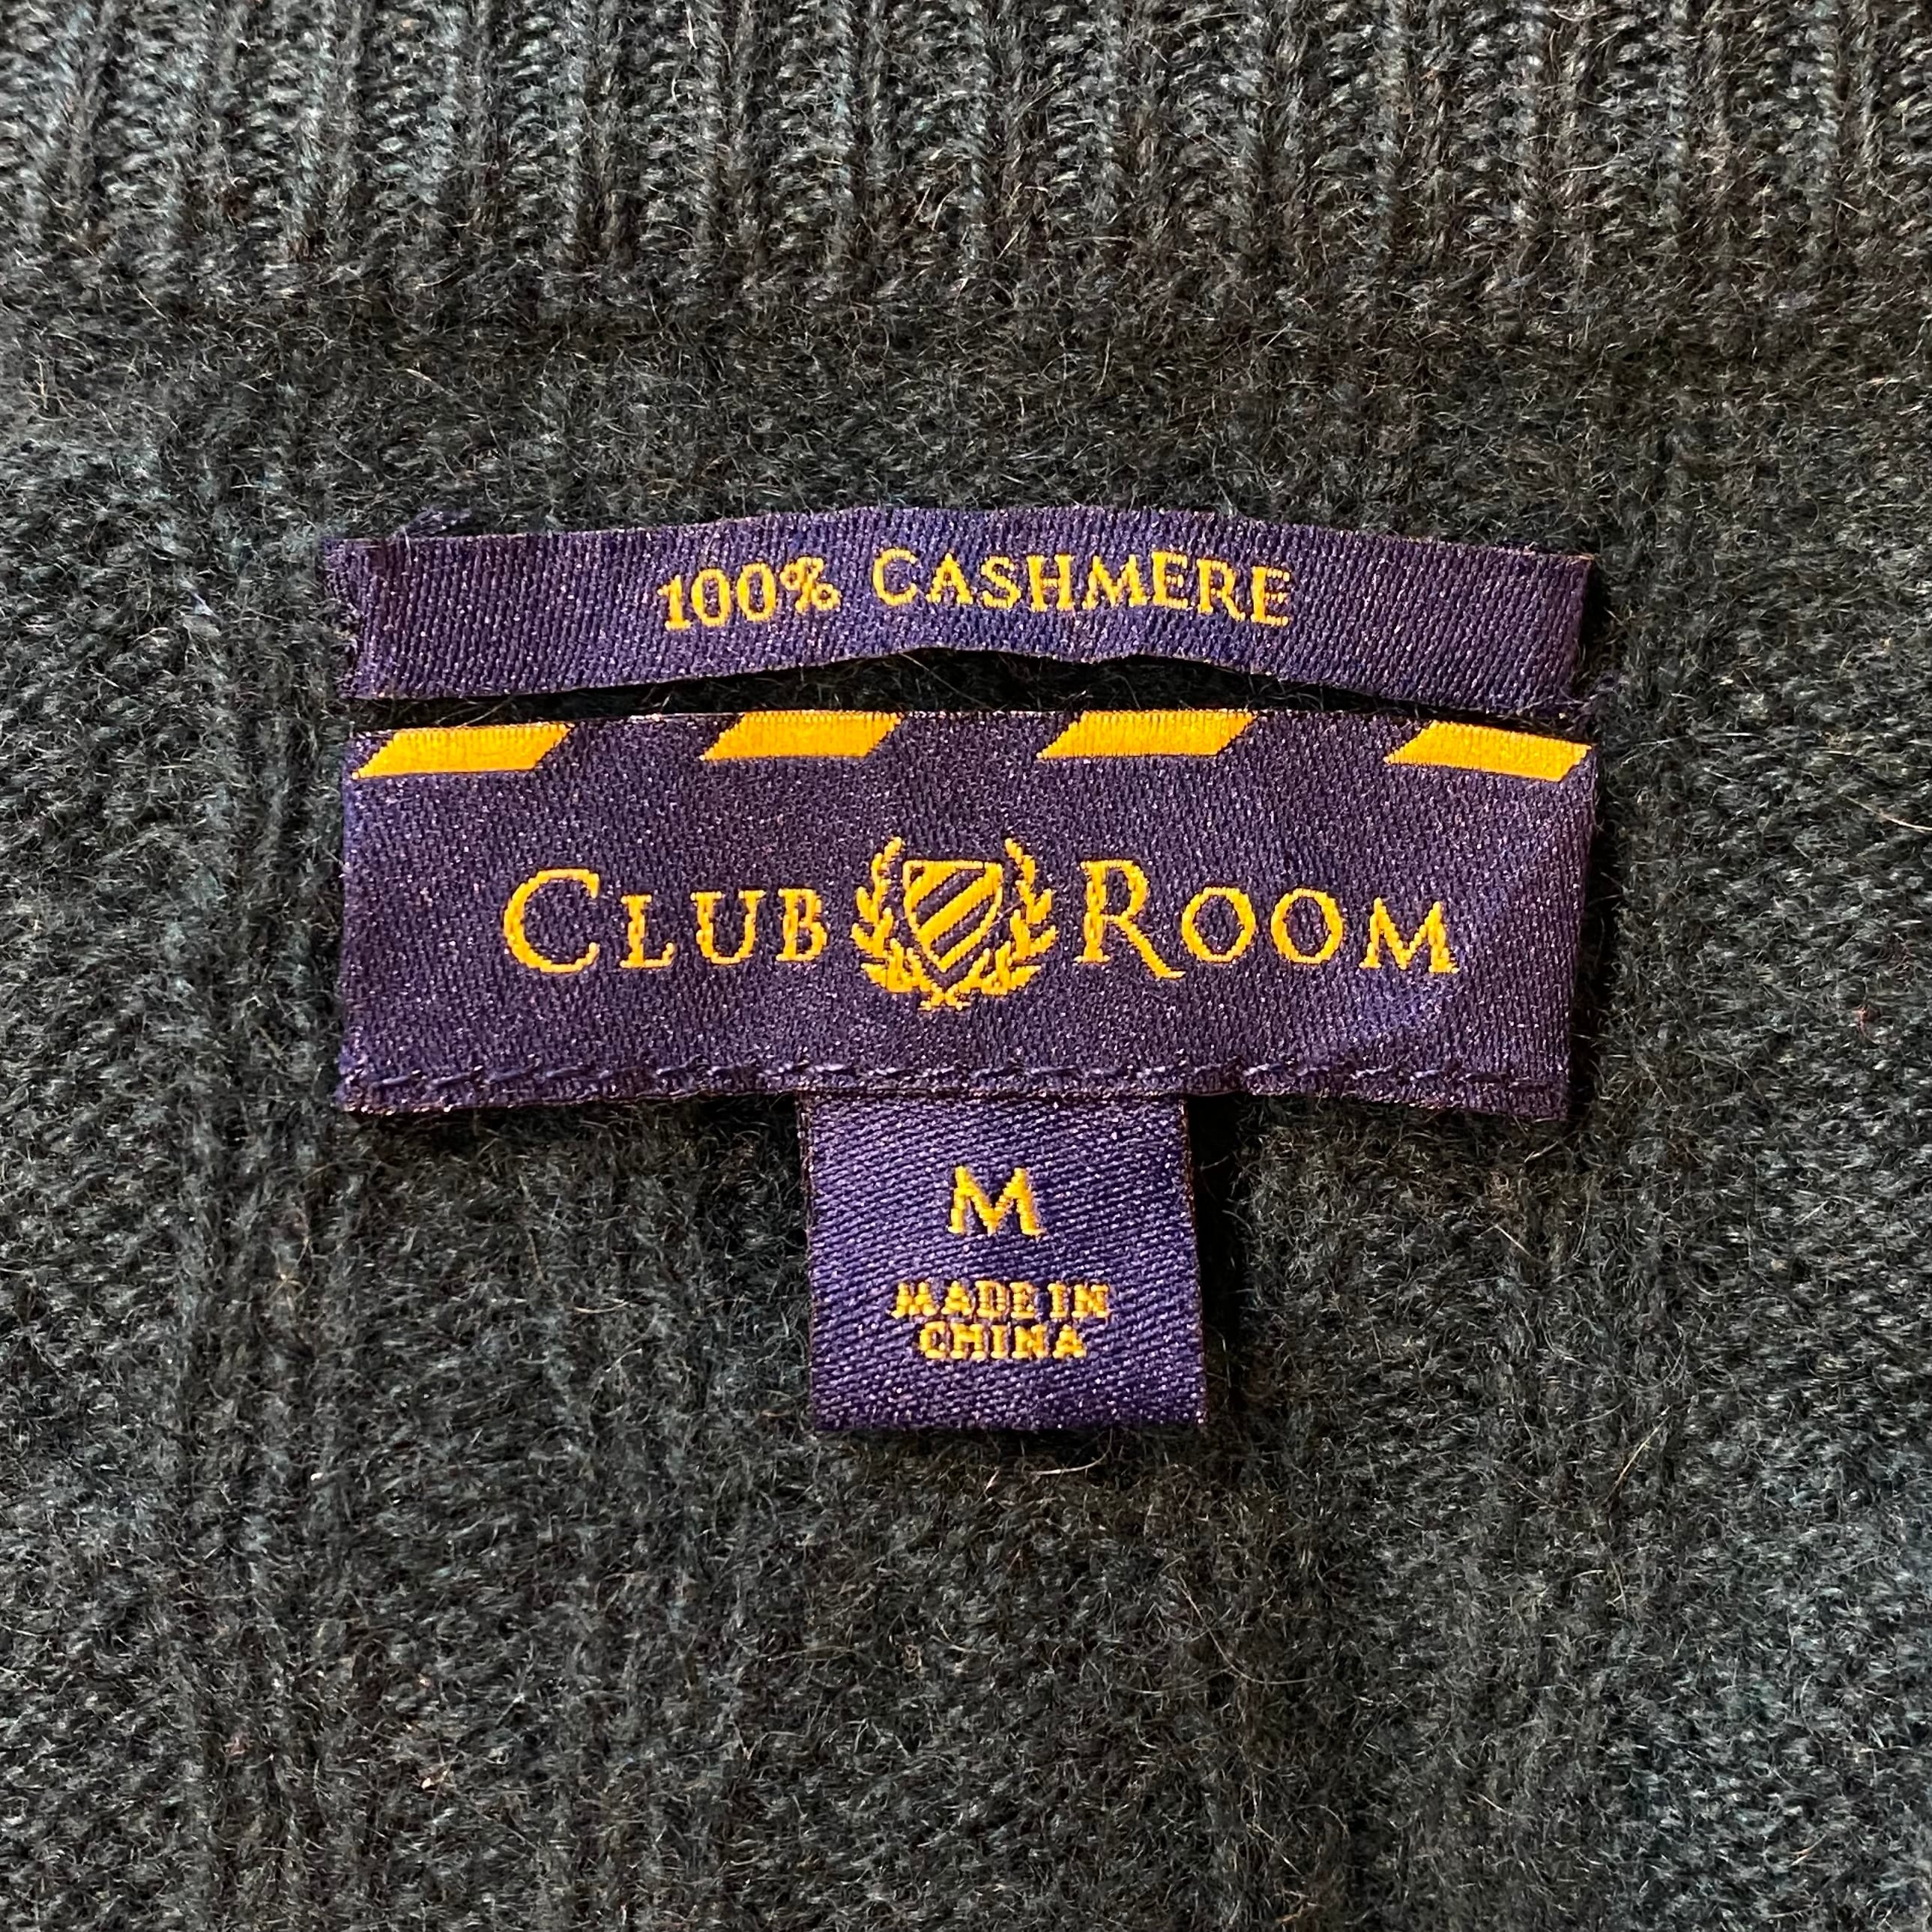 100% CASHMERE
CLUB ROOM
M
MADE IN
CHINA